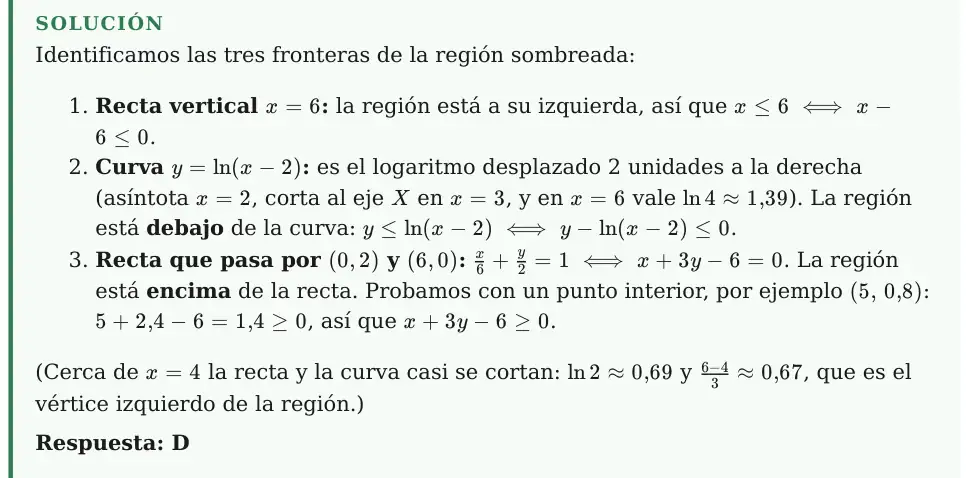 SOLUCIÓN
Identificamos las tres fronteras de la región sombreada:
1. Recta vertical x = 6: la región está a su izquierda, así que x ≤ 6 ⟺ x −
6 ≤ 0.
2. Curva y = ln(x − 2): es el logaritmo desplazado 2 unidades a la derecha
(asíntota x = 2, corta al eje X en x = 3, y en x = 6 vale ln 4 ≈ 1,39). La región
está debajo de la curva: y ≤ ln(x − 2) ⟺ y − ln(x − 2) ≤ 0.
3. Recta que pasa por (0, 2) y (6, 0): x/6 + y/2 = 1 ⟺ x + 3y − 6 = 0. La región
está encima de la recta. Probamos con un punto interior, por ejemplo (5, 0,8):
5 + 2,4 − 6 = 1,4 ≥ 0, así que x + 3y − 6 ≥ 0.
(Cerca de x = 4 la recta y la curva casi se cortan: ln 2 ≈ 0,69 y (6−4)/3 ≈ 0,67, que es el
vértice izquierdo de la región.)
Respuesta: D